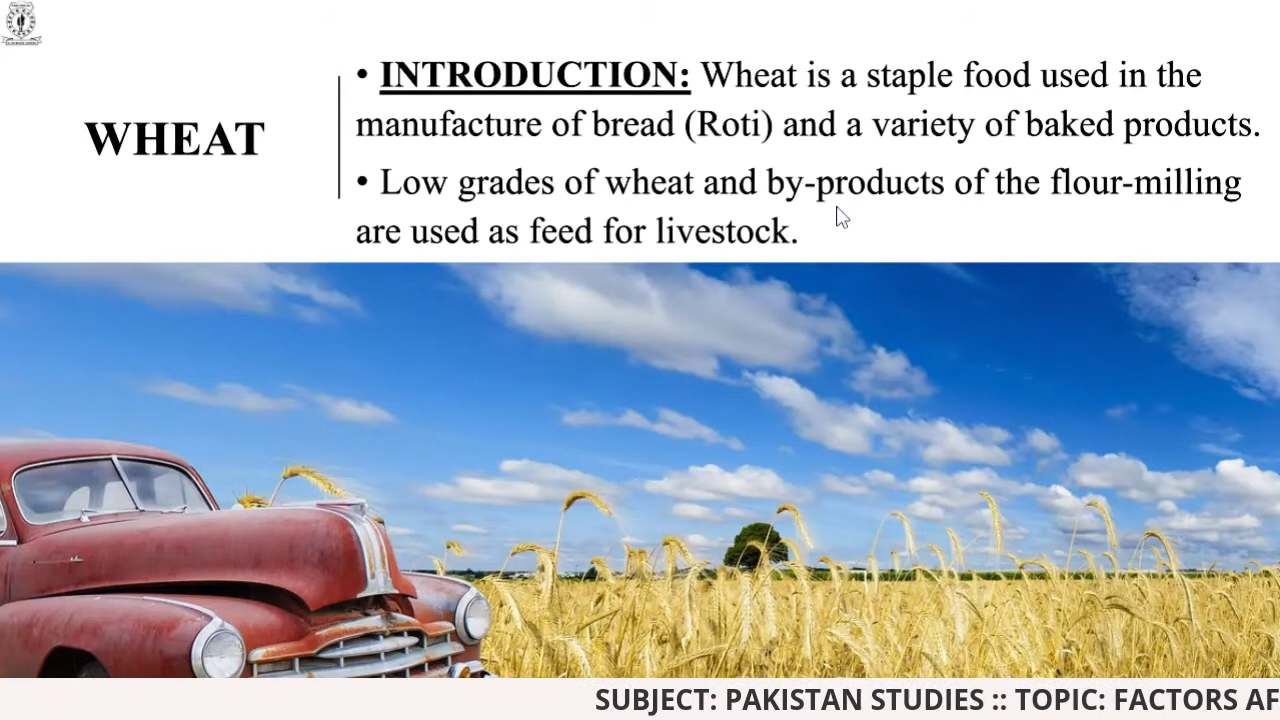 WHEAT
• INTRODUCTION: Wheat is a staple food used in the
manufacture of bread (Roti) and a variety of baked products.
• Low grades of wheat and by-products of the flour-milling
are used as feed for livestock.
SUBJECT: PAKISTAN STUDIES :: TOPIC: FACTORS AF